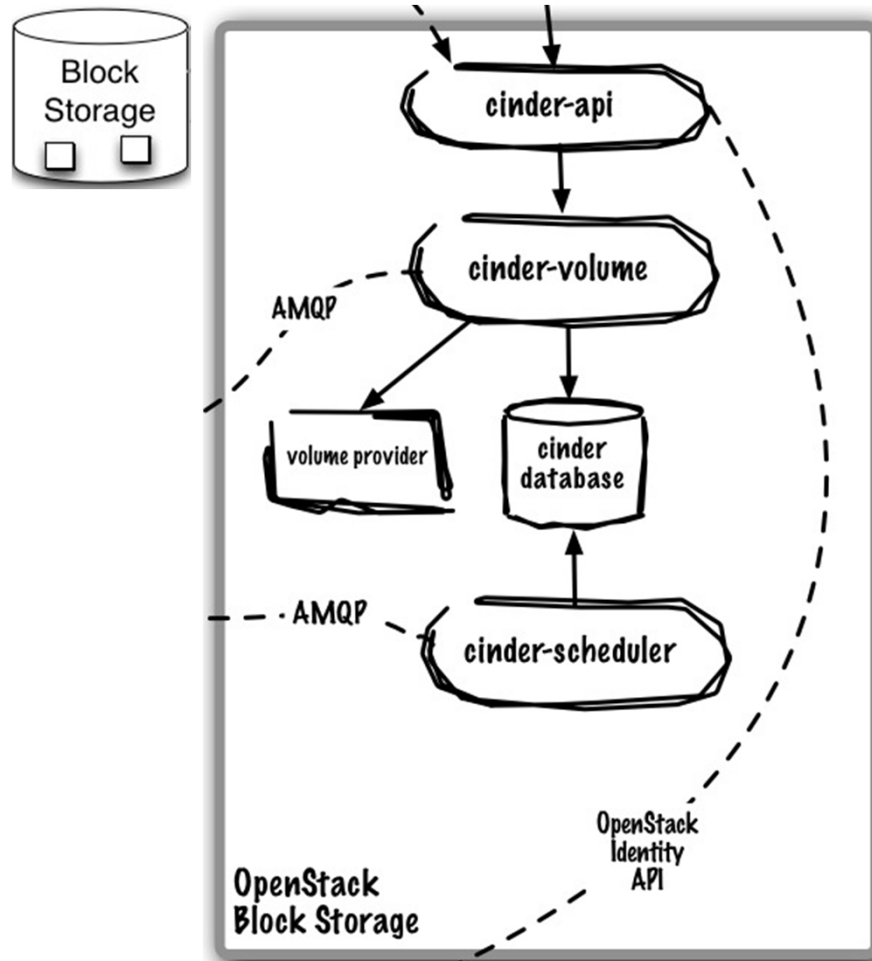 Block
Storage
cinder-api
cinder-volume
AMQP
volume provider
cinder
database
AMQP
cinder-scheduler
OpenStack
Identity
API
OpenStack
Block Storage